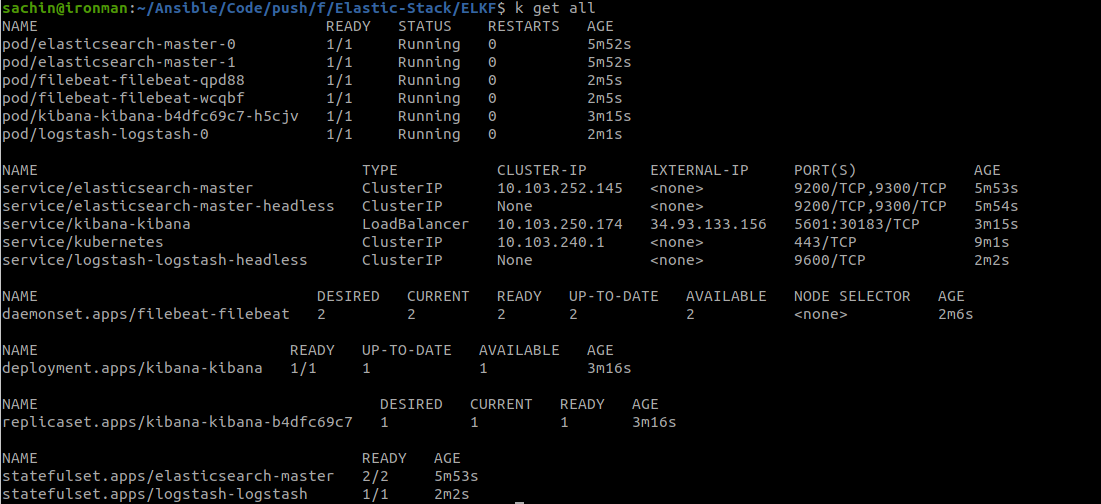 sachin@ironman:~/Ansible/Code/push/f/Elastic-Stack/ELKF$ k get all
NAME                                READY   STATUS    RESTARTS   AGE
pod/elasticsearch-master-0          1/1     Running   0          5m52s
pod/elasticsearch-master-1          1/1     Running   0          5m52s
pod/filebeat-filebeat-qpd88         1/1     Running   0          2m5s
pod/filebeat-filebeat-wcqbf         1/1     Running   0          2m5s
pod/kibana-kibana-b4dfc69c7-h5cjv   1/1     Running   0          3m15s
pod/logstash-logstash-0             1/1     Running   0          2m1s

NAME                                    TYPE           CLUSTER-IP       EXTERNAL-IP     PORT(S)             AGE
service/elasticsearch-master            ClusterIP      10.103.252.145   <none>          9200/TCP,9300/TCP   5m53s
service/elasticsearch-master-headless   ClusterIP      None             <none>          9200/TCP,9300/TCP   5m54s
service/kibana-kibana                   LoadBalancer   10.103.250.174   34.93.133.156   5601:30183/TCP      3m15s
service/kubernetes                      ClusterIP      10.103.240.1     <none>          443/TCP             9m1s
service/logstash-logstash-headless      ClusterIP      None             <none>          9600/TCP            2m2s

NAME                               DESIRED   CURRENT   READY   UP-TO-DATE   AVAILABLE   NODE SELECTOR   AGE
daemonset.apps/filebeat-filebeat   2         2         2       2            2           <none>          2m6s

NAME                            READY   UP-TO-DATE   AVAILABLE   AGE
deployment.apps/kibana-kibana   1/1     1            1           3m16s

NAME                                      DESIRED   CURRENT   READY   AGE
replicaset.apps/kibana-kibana-b4dfc69c7   1         1         1       3m16s

NAME                                    READY   AGE
statefulset.apps/elasticsearch-master   2/2     5m53s
statefulset.apps/logstash-logstash      1/1     2m2s